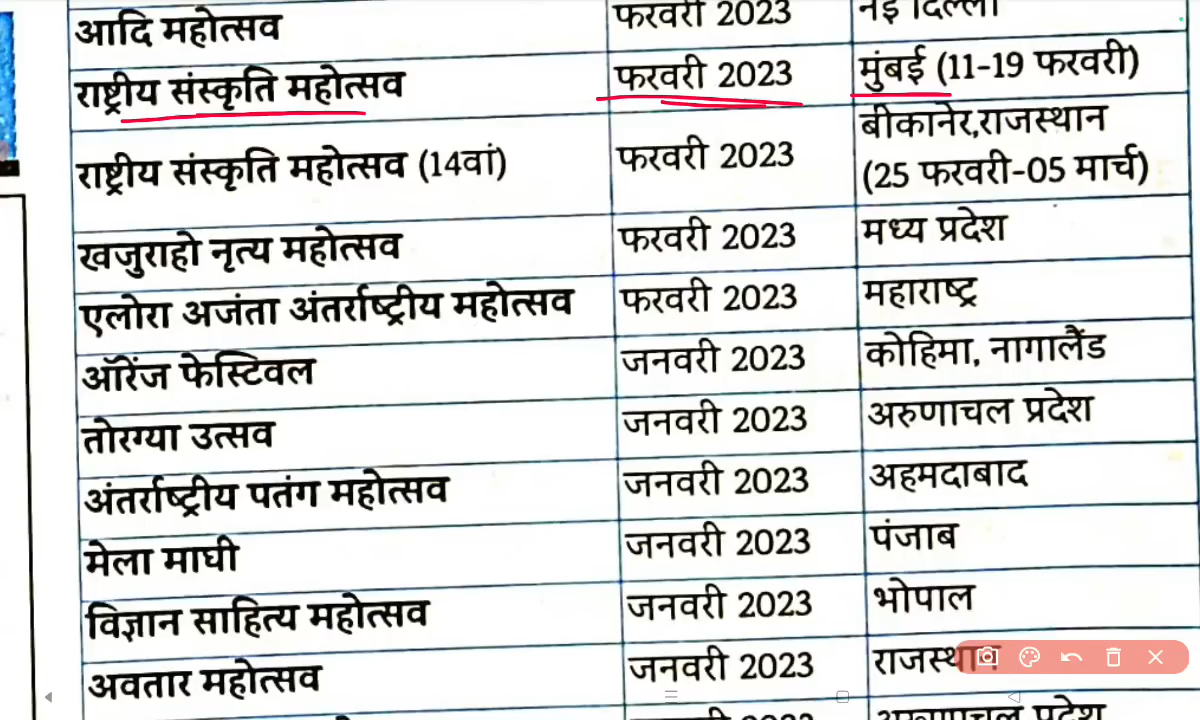 आदि महोत्सव फरवरी 2023 नई दिल्ली
राष्ट्रीय संस्कृति महोत्सव फरवरी 2023 मुंबई (11-19 फरवरी)
राष्ट्रीय संस्कृति महोत्सव (14वां) फरवरी 2023 बीकानेर,राजस्थान
(25 फरवरी-05 मार्च)
खजुराहो नृत्य महोत्सव फरवरी 2023 मध्य प्रदेश
एलोरा अजंता अंतर्राष्ट्रीय महोत्सव फरवरी 2023 महाराष्ट्र
ऑरेंज फेस्टिवल जनवरी 2023 कोहिमा, नागालैंड
तोरग्या उत्सव जनवरी 2023 अरुणाचल प्रदेश
अंतर्राष्ट्रीय पतंग महोत्सव जनवरी 2023 अहमदाबाद
मेला माघी जनवरी 2023 पंजाब
विज्ञान साहित्य महोत्सव जनवरी 2023 भोपाल
अवतार महोत्सव जनवरी 2023 राजस्थान